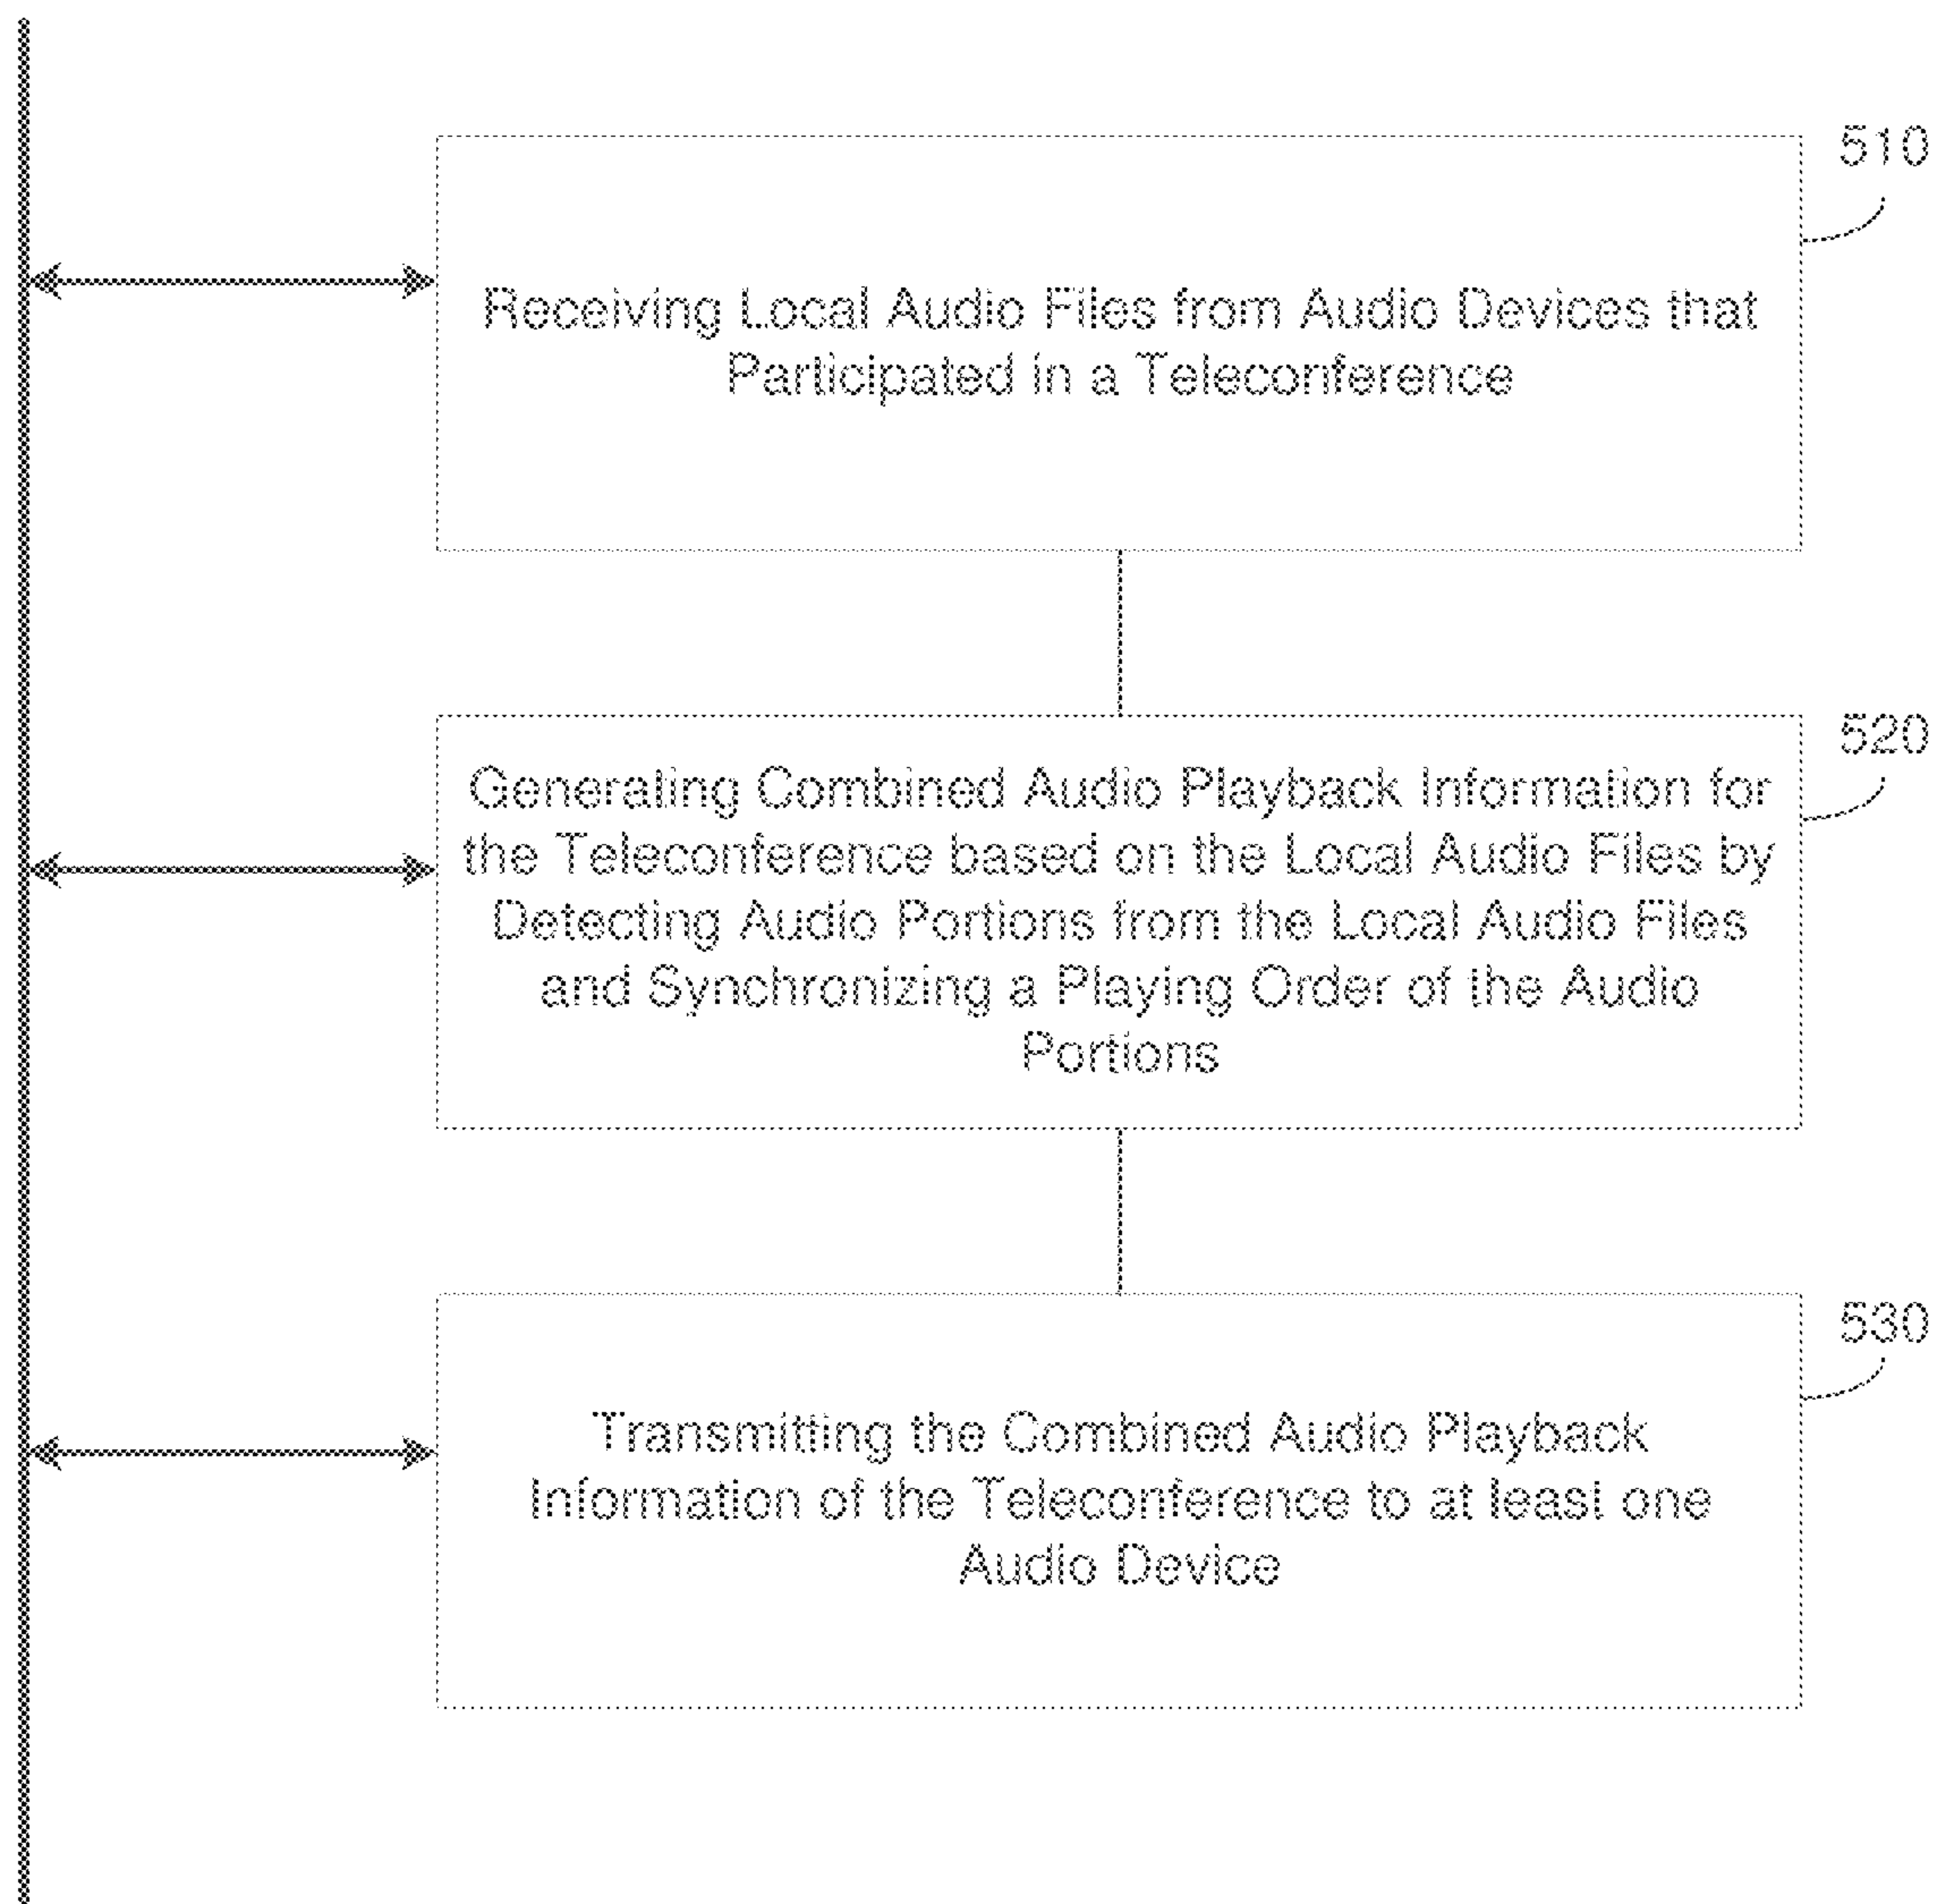 510
Receiving Local Audio Files from Audio Devices that
Participated in a Teleconference
520
Generating Combined Audio Playback Information for
the Teleconference based on the Local Audio Files by
Detecting Audio Portions from the Local Audio Files
and Synchronizing a Playing Order of the Audio
Portions
530
Transmitting the Combined Audio Playback
Information of the Teleconference to at least one
Audio Device